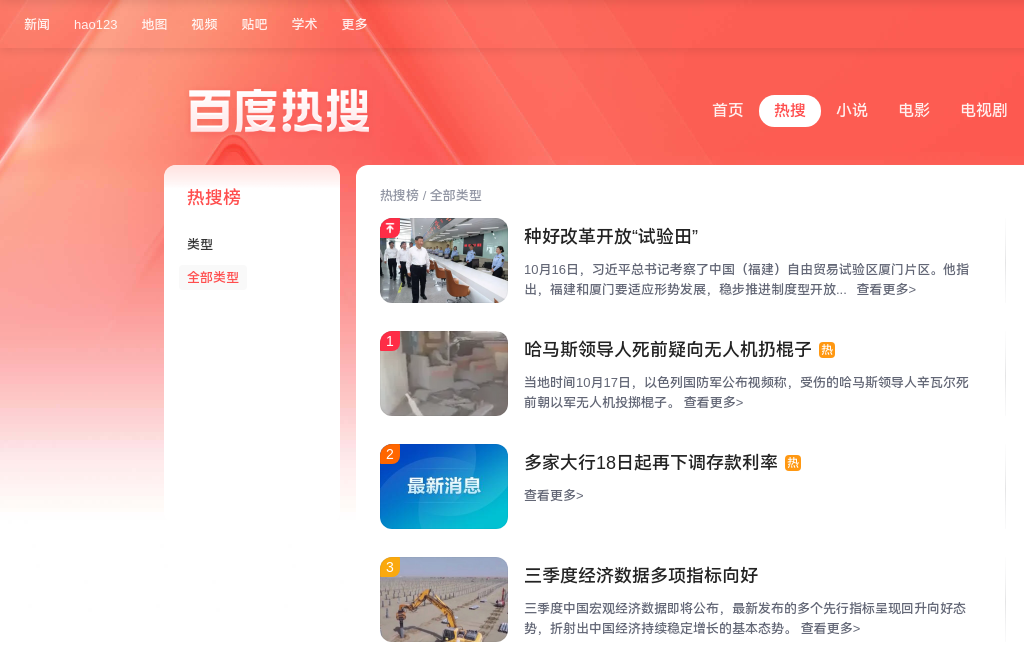 新闻 hao123 地图 视频 贴吧 学术 更多
百度热搜
首页 热搜 小说 电影 电视剧
热搜榜
类型
全部类型
热搜榜 / 全部类型
种好改革开放“试验田”
10月16日，习近平总书记考察了中国（福建）自由贸易试验区厦门片区。他指
出，福建和厦门要适应形势发展，稳步推进制度型开放... 查看更多>
1
哈马斯领导人死前疑向无人机扔棍子 热
当地时间10月17日，以色列国防军公布视频称，受伤的哈马斯领导人辛瓦尔死
前朝以军无人机投掷棍子。 查看更多>
2
最新消息
多家大行18日起再下调存款利率 热
查看更多>
3
三季度经济数据多项指标向好
三季度中国宏观经济数据即将公布，最新发布的多个先行指标呈现回升向好态
势，折射出中国经济持续稳定增长的基本态势。 查看更多>